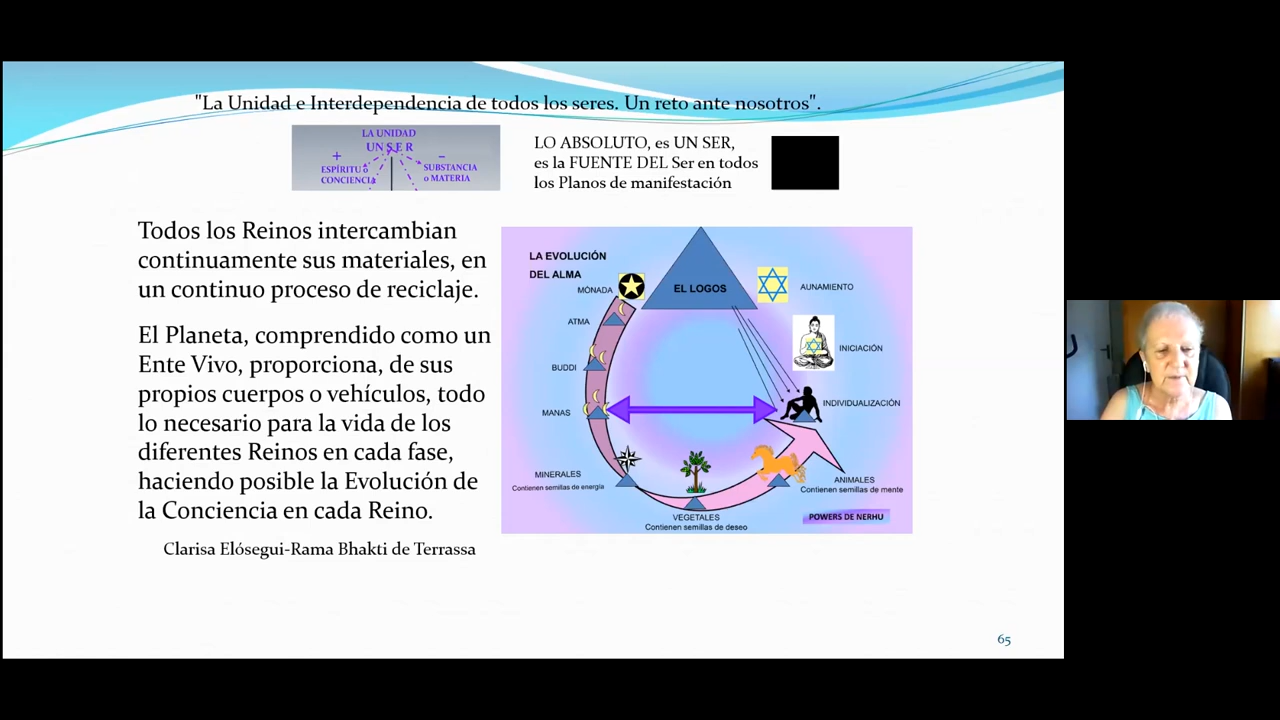 "La Unidad e Interdependencia de todos los seres. Un reto ante nosotros".
LA UNIDAD
UN S E R
+
-
ESPÍRITU o
CONCIENCIA
SUBSTANCIA
o MATERIA
LO ABSOLUTO, es UN SER,
es la FUENTE DEL Ser en todos
los Planos de manifestación
Todos los Reinos intercambian
continuamente sus materiales, en
un continuo proceso de reciclaje.
El Planeta, comprendido como un
Ente Vivo, proporciona, de sus
propios cuerpos o vehículos, todo
lo necesario para la vida de los
diferentes Reinos en cada fase,
haciendo posible la Evolución de
la Conciencia en cada Reino.
Clarisa Elósegui-Rama Bhakti de Terrassa
LA EVOLUCIÓN
DEL ALMA
MÓNADA
EL LOGOS
AUNAMIENTO
ATMA
INICIACIÓN
BUDDI
MANAS
INDIVIDUALIZACIÓN
MINERALES
Contienen semillas de energía
VEGETALES
Contienen semillas de deseo
ANIMALES
Contienen semillas de mente
POWERS DE NERHU
65